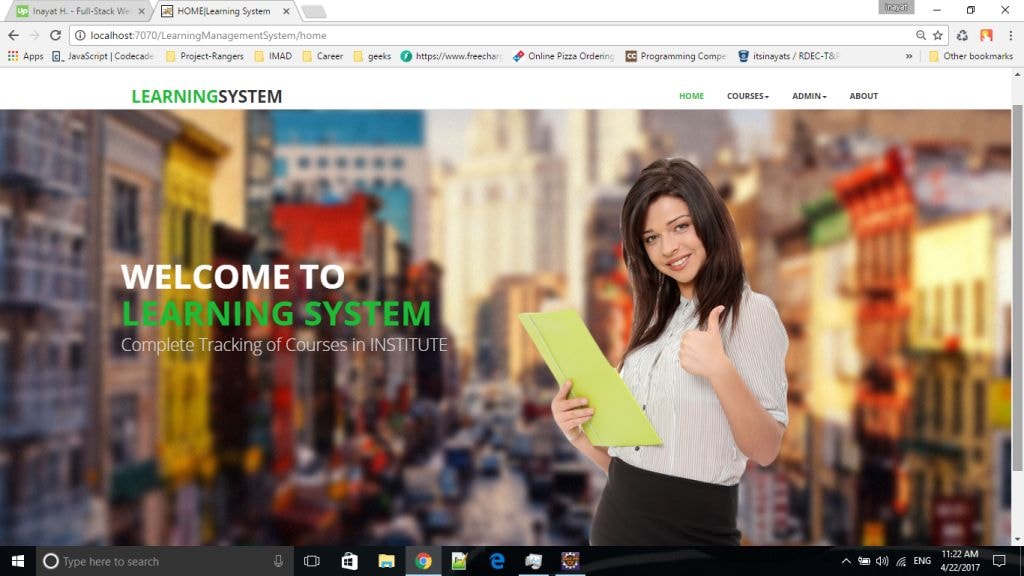 Inayat H. - Full-Stack We
HOME|Learning System
inayat
localhost:7070/LearningManagementSystem/home
Apps
JavaScript | Codecade
Project-Rangers
IMAD
Career
geeks
https://www.freechar
Online Pizza Ordering
Programming Compe
itsinayats / RDEC-T&F
»
Other bookmarks
LEARNINGSYSTEM
HOME
COURSES
ADMIN
ABOUT
WELCOME TO
LEARNING SYSTEM
Complete Tracking of Courses in INSTITUTE
Type here to search
ENG
11:22 AM
4/22/2017